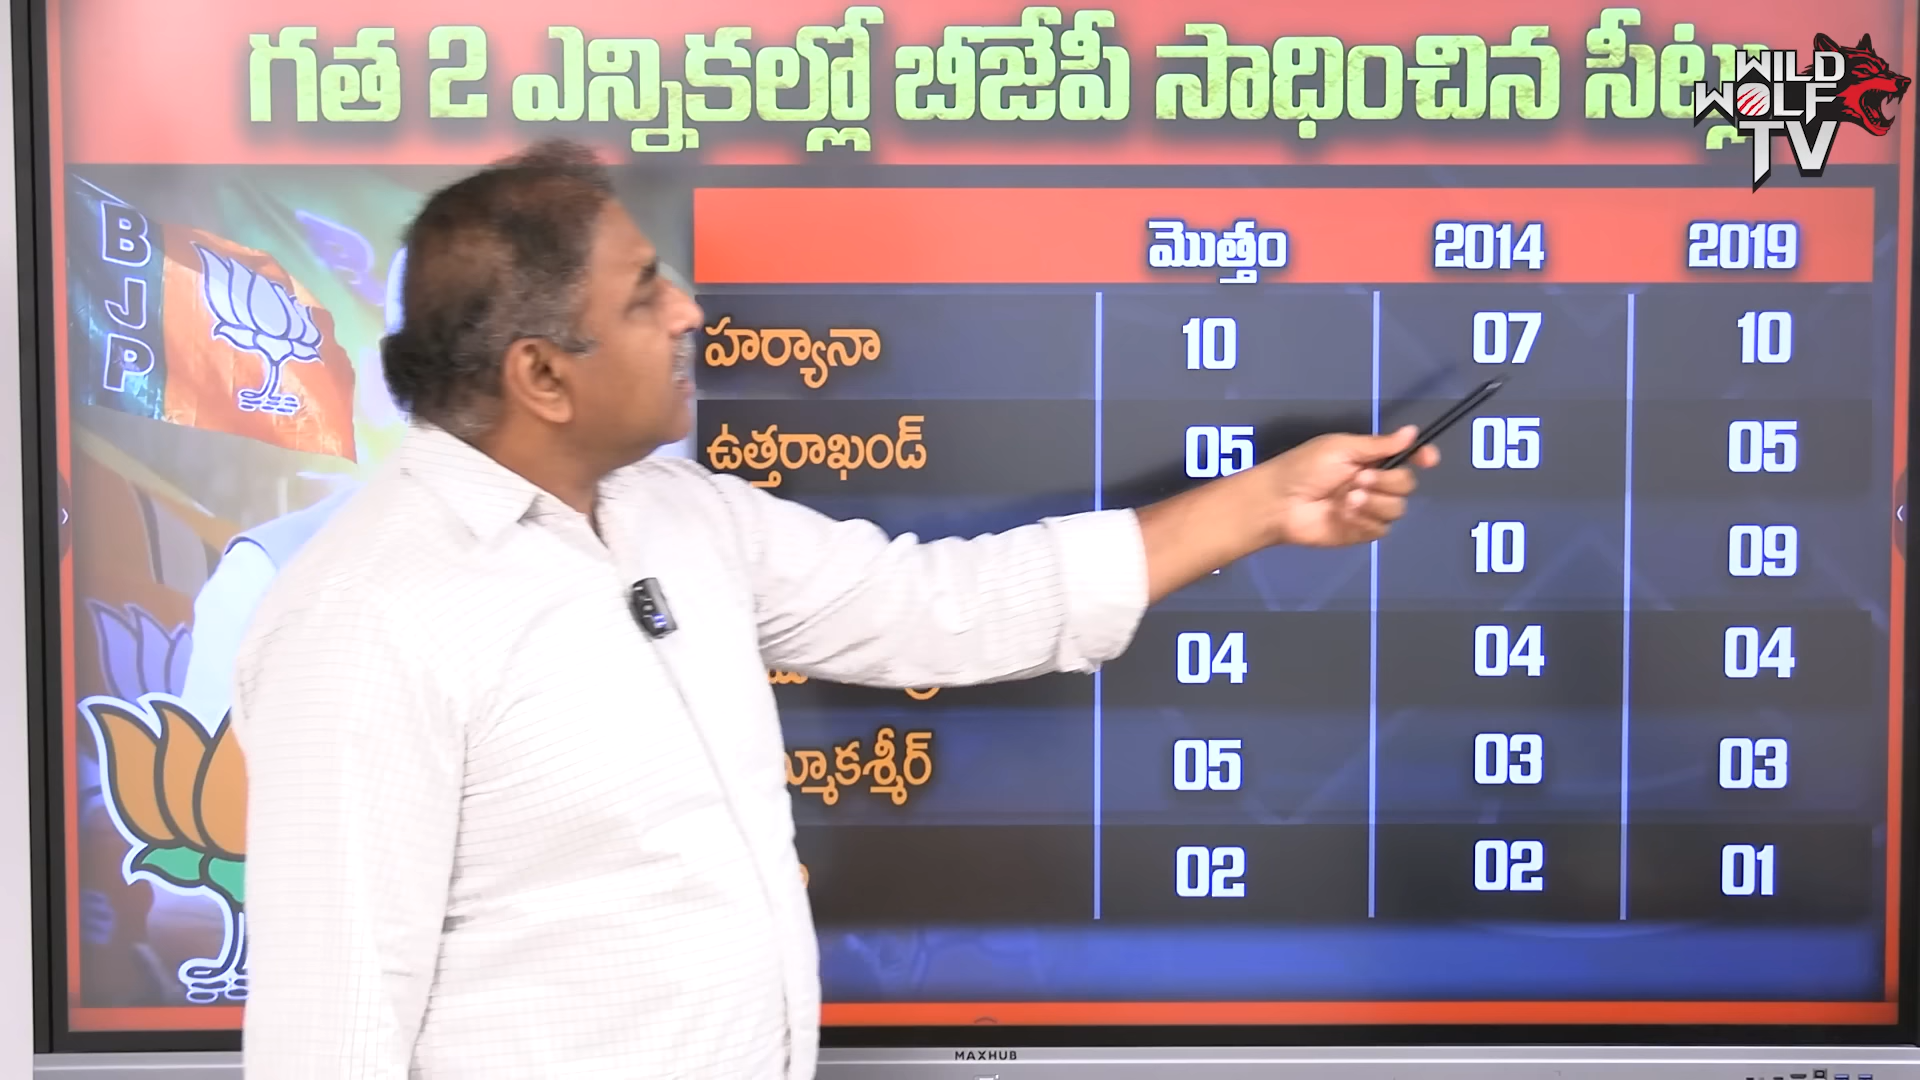 గత 2 ఎన్నికల్లో బీజేపీ సాధించిన సీట్లు
WILD
WOLF
TV
BJP
మొత్తం 2014 2019
హర్యానా 10 07 10
ఉత్తరాఖండ్ 05 05 05
10 09
04 04 04
05 03 03
02 02 01
MAXHUB